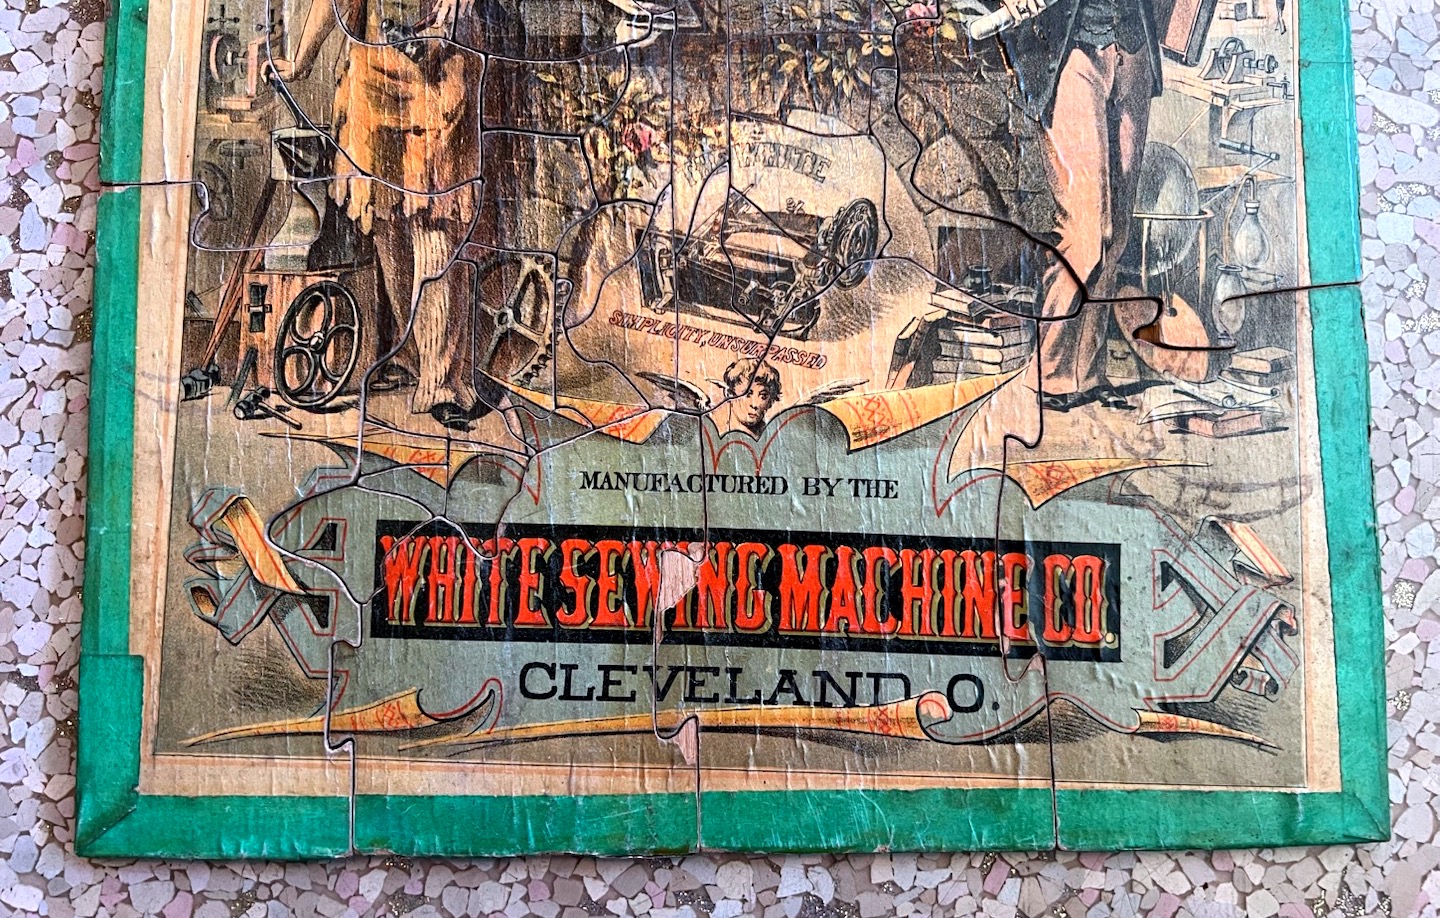 WHITE
SIMPLICITY, UNSURPASSED
MANUFACTURED BY THE
WHITE SEWING MACHINE CO.
CLEVELAND O.